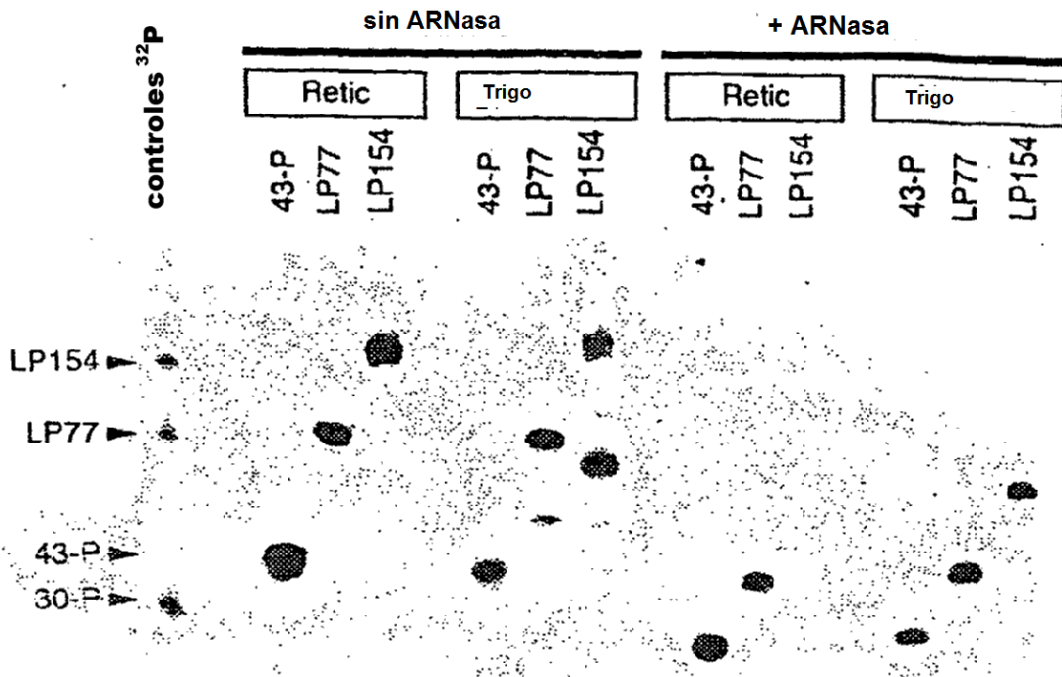 sin ARNasa
+ ARNasa
controles ³²P
Retic
Trigo
Retic
Trigo
43-P
LP77
LP154
43-P
LP77
LP154
43-P
LP77
LP154
43-P
LP77
LP154
LP154
LP77
43-P
30-P